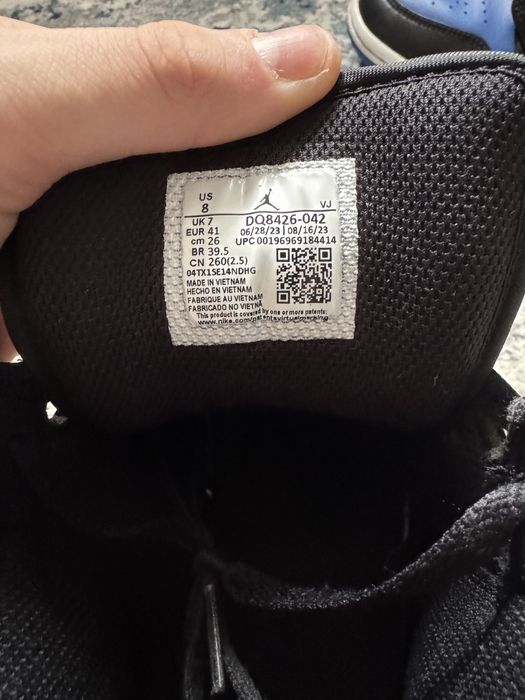 US
8
VJ
UK 7
DQ8426-042
EUR 41
06/28/23 | 08/16/23
cm 26
UPC 00196969184414
BR 39.5
CN 260(2.5)
04TX1SE14NDHG
MADE IN VIETNAM
HECHO EN VIETNAM
FABRIQUE AU VIETNAM
FABRICADO NO VIETNÃ
This product is covered by one or more patents:
www.nike.com/patentsvirtualmarking